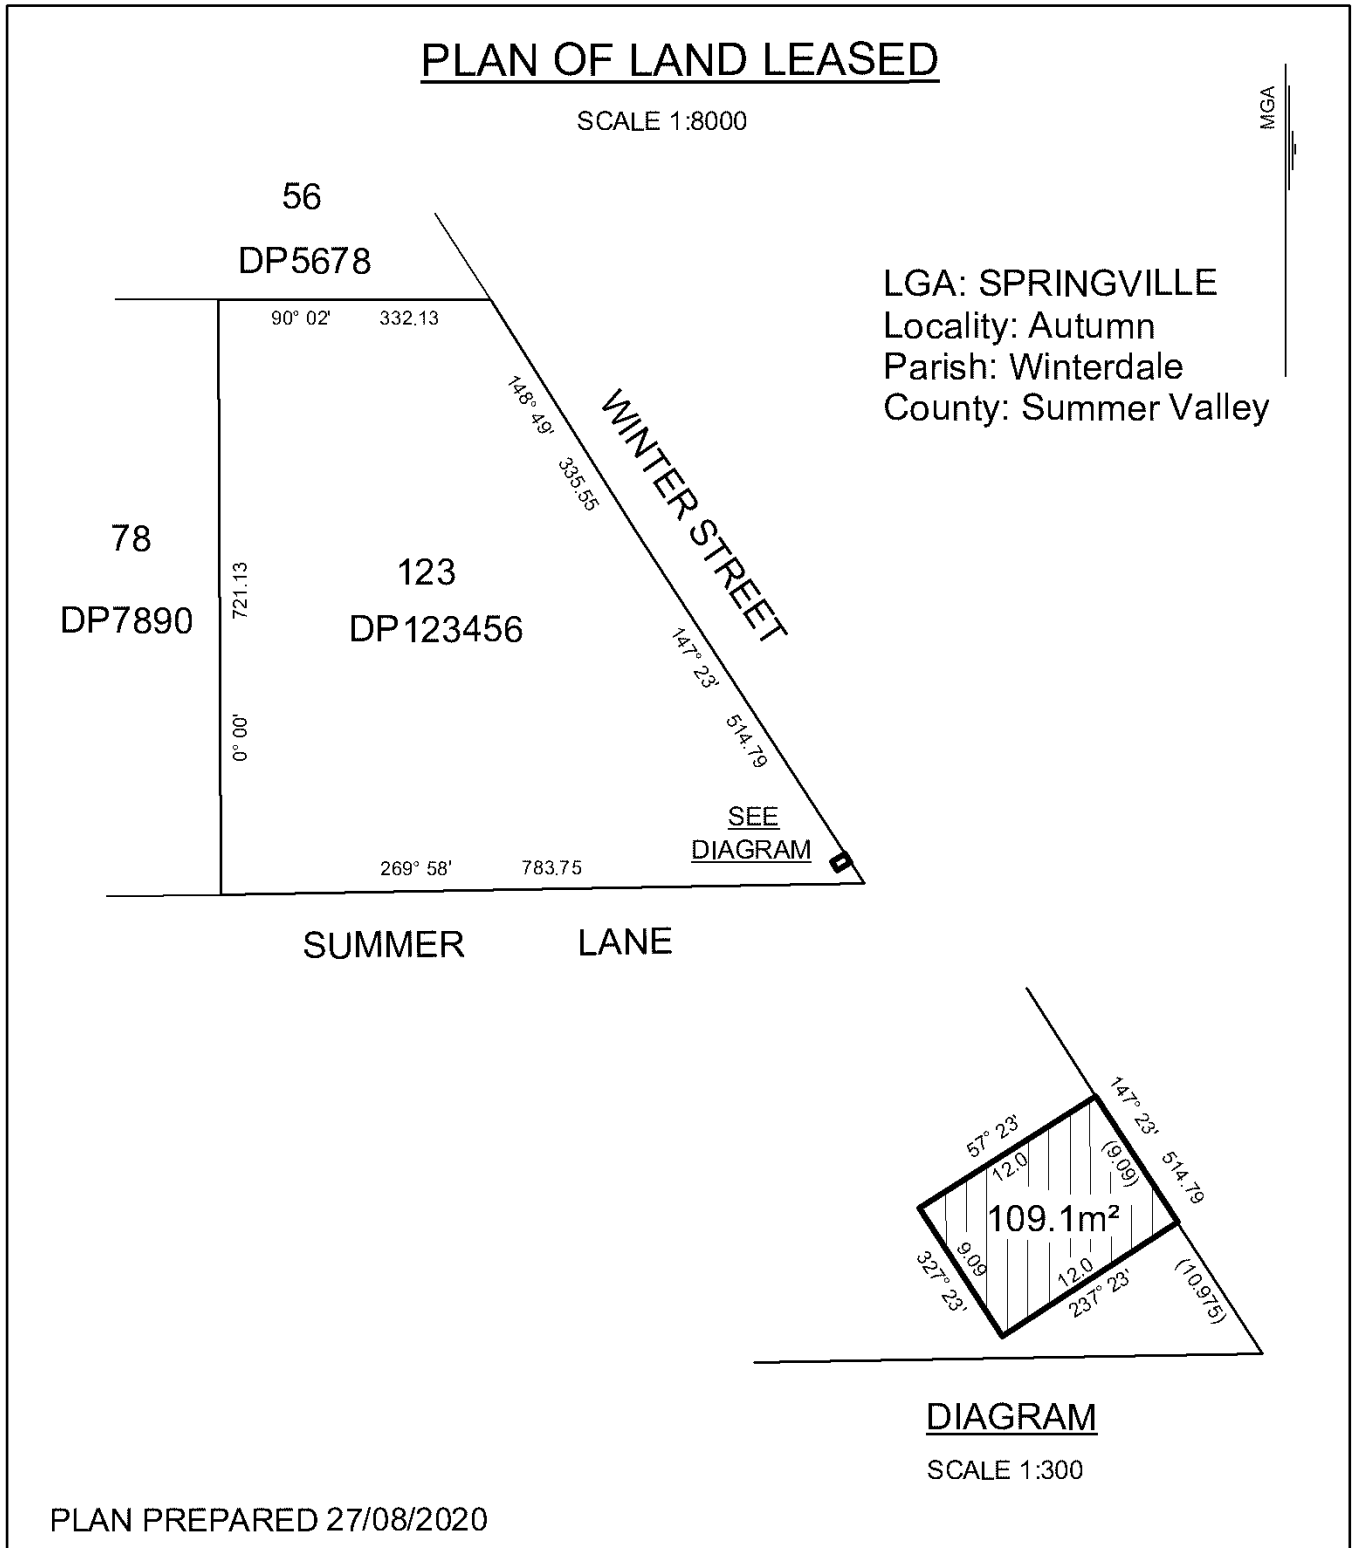 PLAN OF LAND LEASED
SCALE 1:8000
MGA
56
DP5678
LGA: SPRINGVILLE
Locality: Autumn
Parish: Winterdale
County: Summer Valley
90° 02' 332.13
148° 49' 335.55
WINTER STREET
78
DP7890
721.13
0° 00'
123
DP123456
147° 23' 514.79
SEE
DIAGRAM
269° 58' 783.75
SUMMER LANE
147° 23' 514.79
57° 23'
12.0
(9.09)
109.1m²
9.09
327° 23'
12.0
237° 23'
(10.975)
DIAGRAM
SCALE 1:300
PLAN PREPARED 27/08/2020